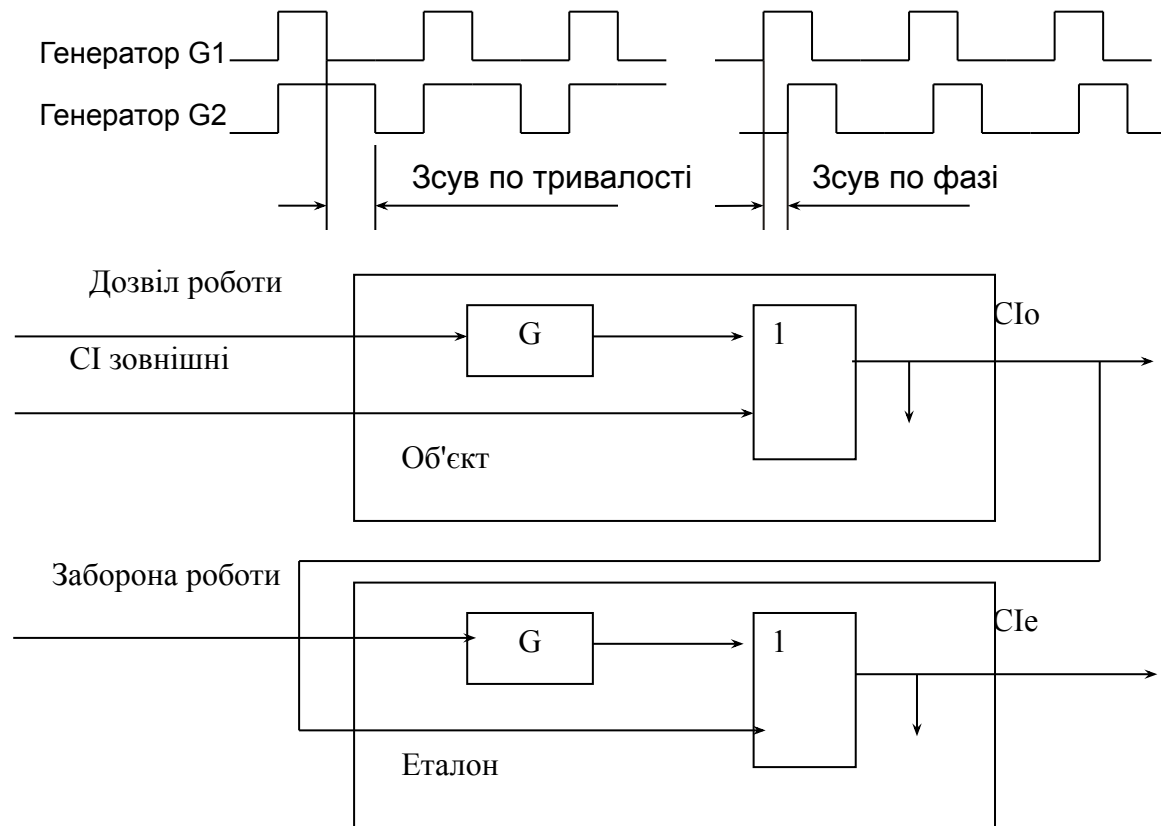 Генератор G1
Генератор G2
Зсув по тривалості
Зсув по фазі
Дозвіл роботи
СІо
G
1
СІ зовнішні
Об'єкт
Заборона роботи
СІе
G
1
Еталон